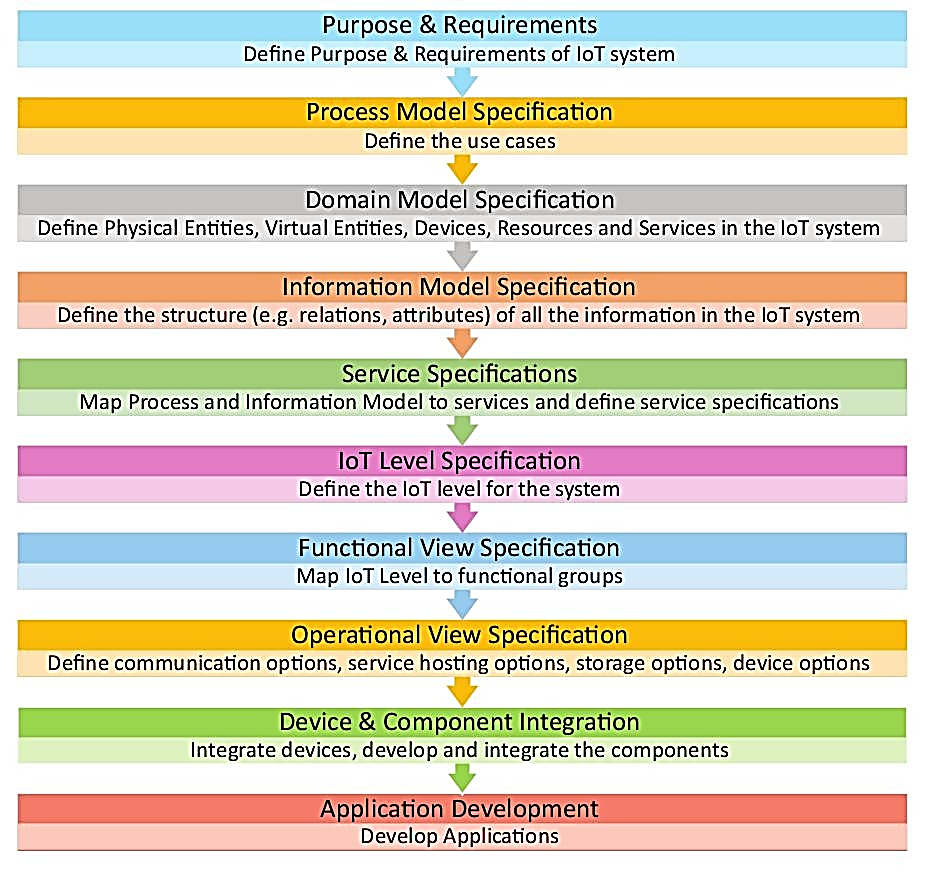 Purpose & Requirements
Define Purpose & Requirements of IoT system
Process Model Specification
Define the use cases
Domain Model Specification
Define Physical Entities, Virtual Entities, Devices, Resources and Services in the IoT system
Information Model Specification
Define the structure (e.g. relations, attributes) of all the information in the IoT system
Service Specifications
Map Process and Information Model to services and define service specifications
IoT Level Specification
Define the IoT level for the system
Functional View Specification
Map IoT Level to functional groups
Operational View Specification
Define communication options, service hosting options, storage options, device options
Device & Component Integration
Integrate devices, develop and integrate the components
Application Development
Develop Applications